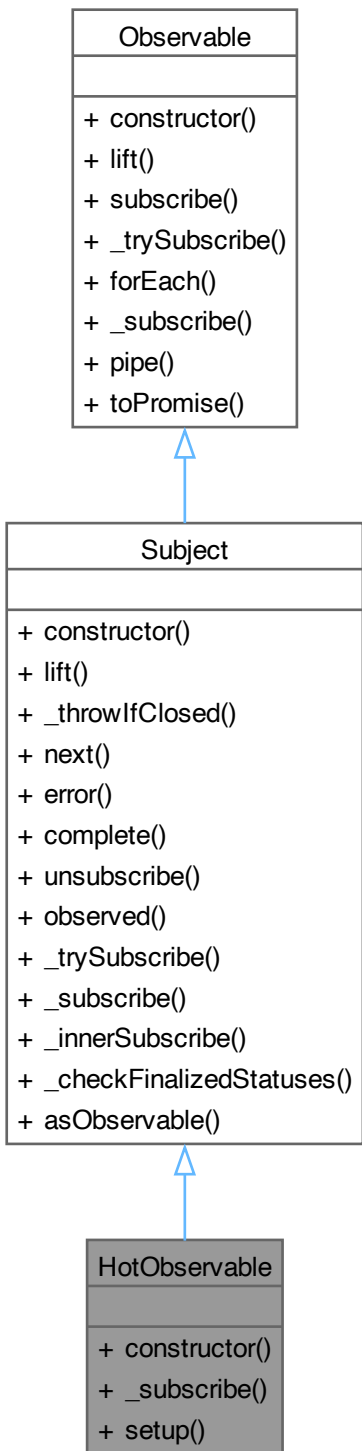 Observable
+ constructor()
+ lift()
+ subscribe()
+ _trySubscribe()
+ forEach()
+ _subscribe()
+ pipe()
+ toPromise()
Subject
+ constructor()
+ lift()
+ _throwIfClosed()
+ next()
+ error()
+ complete()
+ unsubscribe()
+ observed()
+ _trySubscribe()
+ _subscribe()
+ _innerSubscribe()
+ _checkFinalizedStatuses()
+ asObservable()
HotObservable
+ constructor()
+ _subscribe()
+ setup()